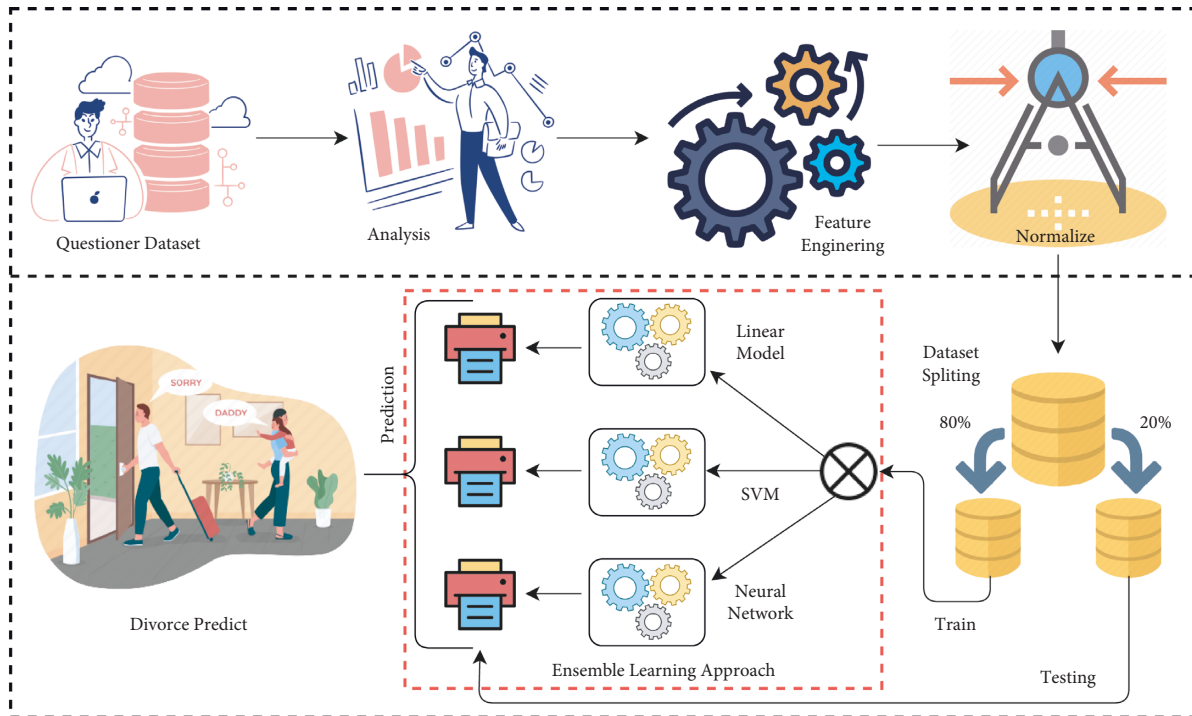 Questioner Dataset
Analysis
Feature
Enginering
Normalize
Dataset
Spliting
80%
20%
Linear
Model
SVM
Neural
Network
Prediction
SORRY
DADDY
Divorce Predict
Ensemble Learning Approach
Train
Testing